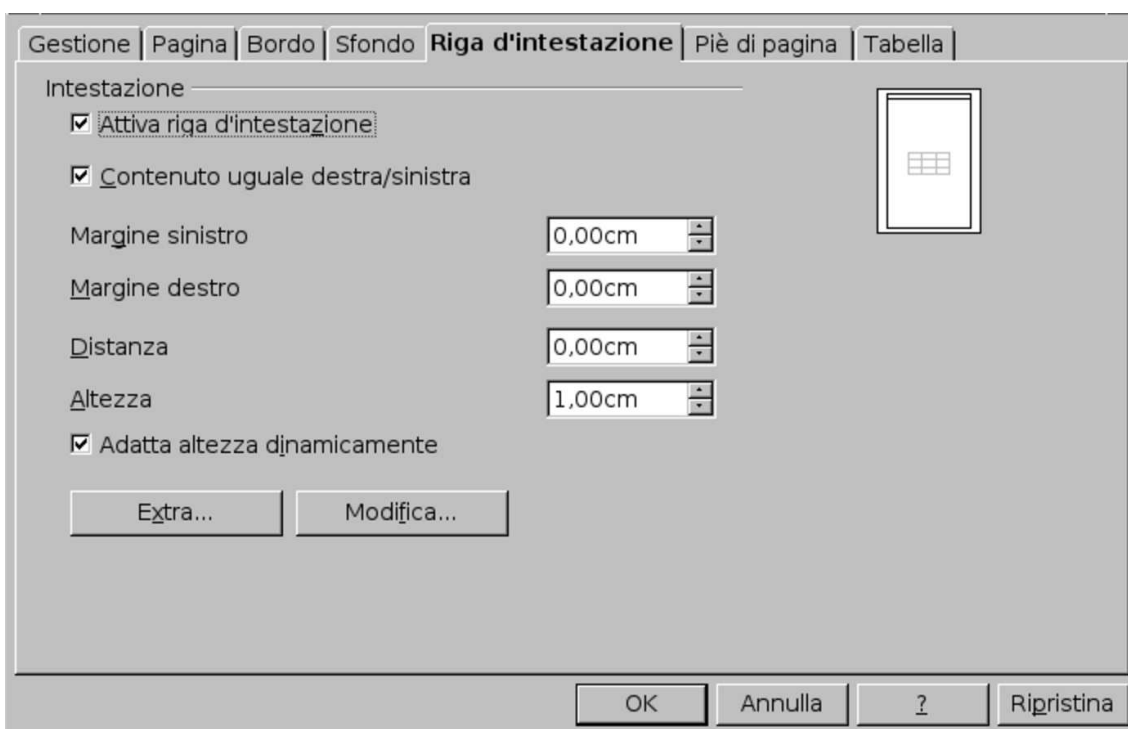 Gestione Pagina Bordo Sfondo Riga d'intestazione Piè di pagina Tabella
Intestazione
Attiva riga d'intestazione
Contenuto uguale destra/sinistra
Margine sinistro 0,00cm
Margine destro 0,00cm
Distanza 0,00cm
Altezza 1,00cm
Adatta altezza dinamicamente
Extra... Modifica...
OK Annulla ? Ripristina